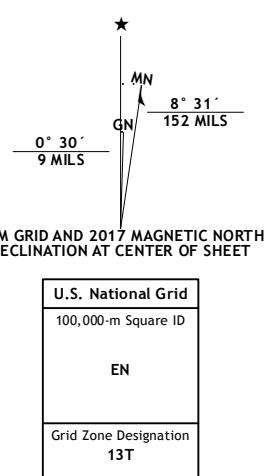 ★
MN
GN
8° 31´
152 MILS
0° 30´
9 MILS
M GRID AND 2017 MAGNETIC NORTH
ECLINATION AT CENTER OF SHEET
U.S. National Grid
100,000-m Square ID
EN
Grid Zone Designation
13T